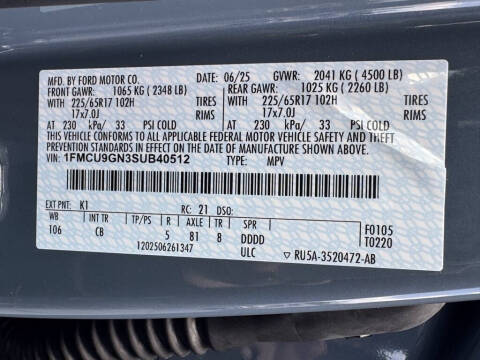 MFD. BY FORD MOTOR CO. 06/25 GVWR: 2041 KG ( 4500 LB)
FRONT GAWR: 1065 KG ( 2348 LB) REAR GAWR: 1025 KG ( 2260 LB)
WITH 225/65R17 102H TIRES WITH 225/65R17 102H TIRES
17x7.0J RIMS 17x7.0J RIMS
AT 230 kPa/ 33 PSI COLD AT 230 kPa/ 33 PSI COLD
THIS VEHICLE CONFORMS TO ALL APPLICABLE FEDERAL MOTOR VEHICLE SAFETY AND THEFT
PREVENTION STANDARDS IN EFFECT ON THE DATE OF MANUFACTURE SHOWN ABOVE.
VIN: 1FMCU9GN3SUB40512 TYPE: MPV
EXT PNT: K1 RC: 21 DSO:
WB INT TR TP/PS R AXLE TR SPR F0105
106 CB 5 81 8 DDDD T0220
1202506261347 ULC RU5A-3520472-AB